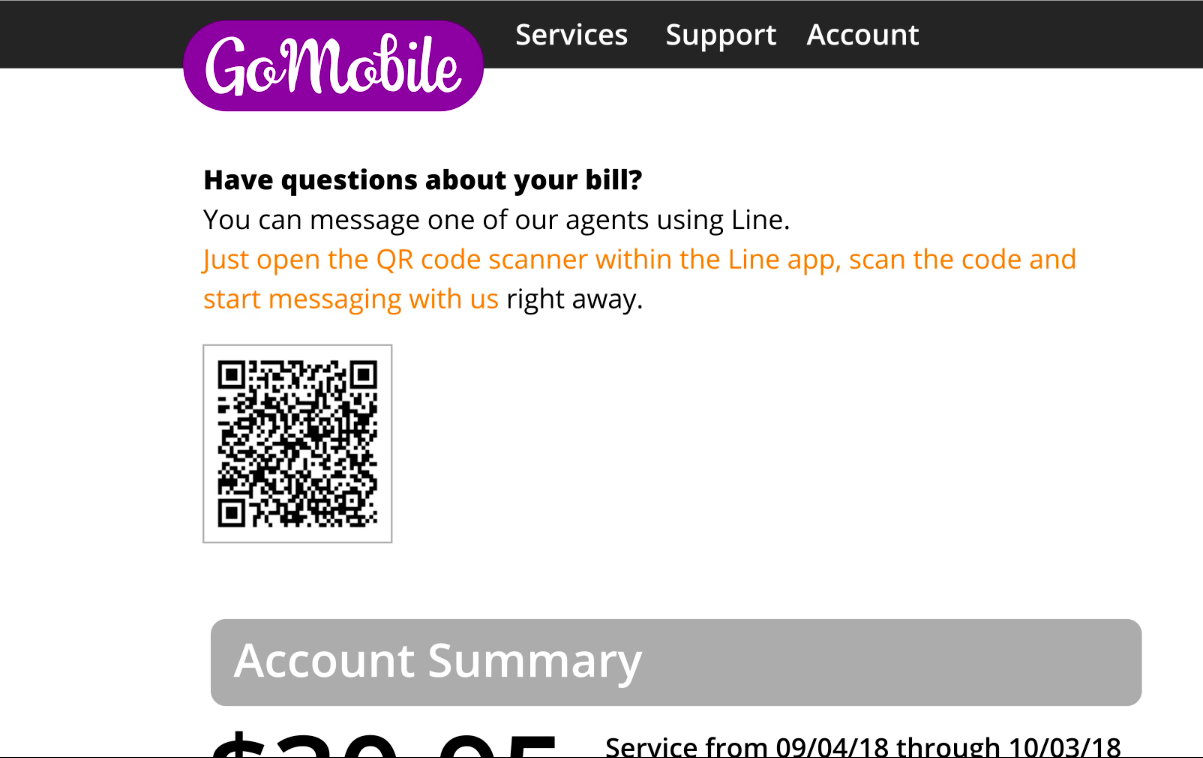 GoMobile
Services Support Account
Have questions about your bill?
You can message one of our agents using Line.
Just open the QR code scanner within the Line app, scan the code and
start messaging with us right away.
Account Summary
Service from 09/04/18 through 10/03/18